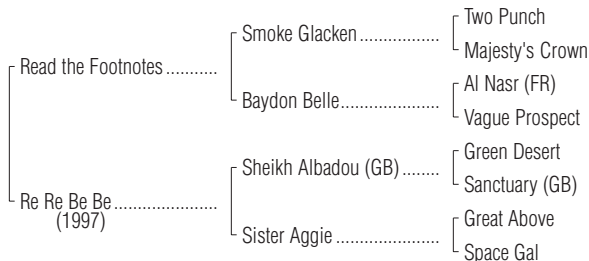 Two Punch
Smoke Glacken..................
Majesty's Crown
Read the Footnotes...........
Al Nasr (FR)
Baydon Belle.....................
Vague Prospect
Green Desert
Sheikh Albadou (GB)........
Sanctuary (GB)
Re Re Be Be......................
(1997)
Great Above
Sister Aggie......................
Space Gal